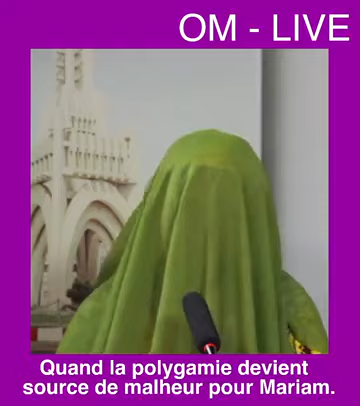 OM - LIVE
Quand la polygamie devient
source de malheur pour Mariam.